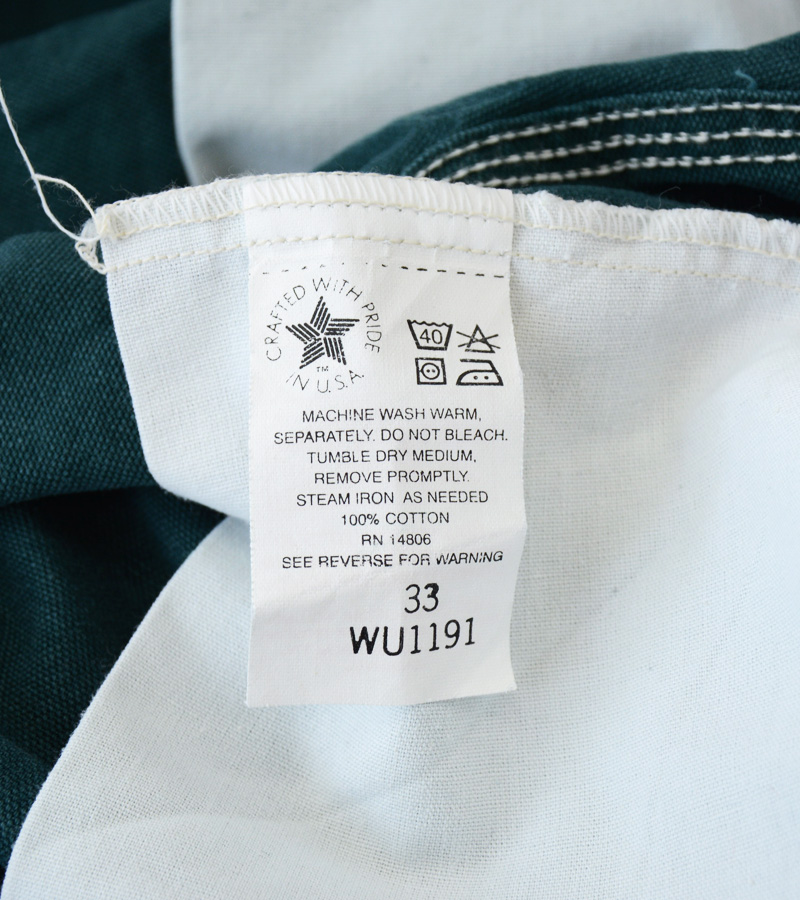 CRAFTED WITH PRIDE
IN U.S.A.
TM
40
MACHINE WASH WARM,
SEPARATELY. DO NOT BLEACH.
TUMBLE DRY MEDIUM,
REMOVE PROMPTLY.
STEAM IRON AS NEEDED
100% COTTON
RN 14806
SEE REVERSE FOR WARNING
33
WU1191